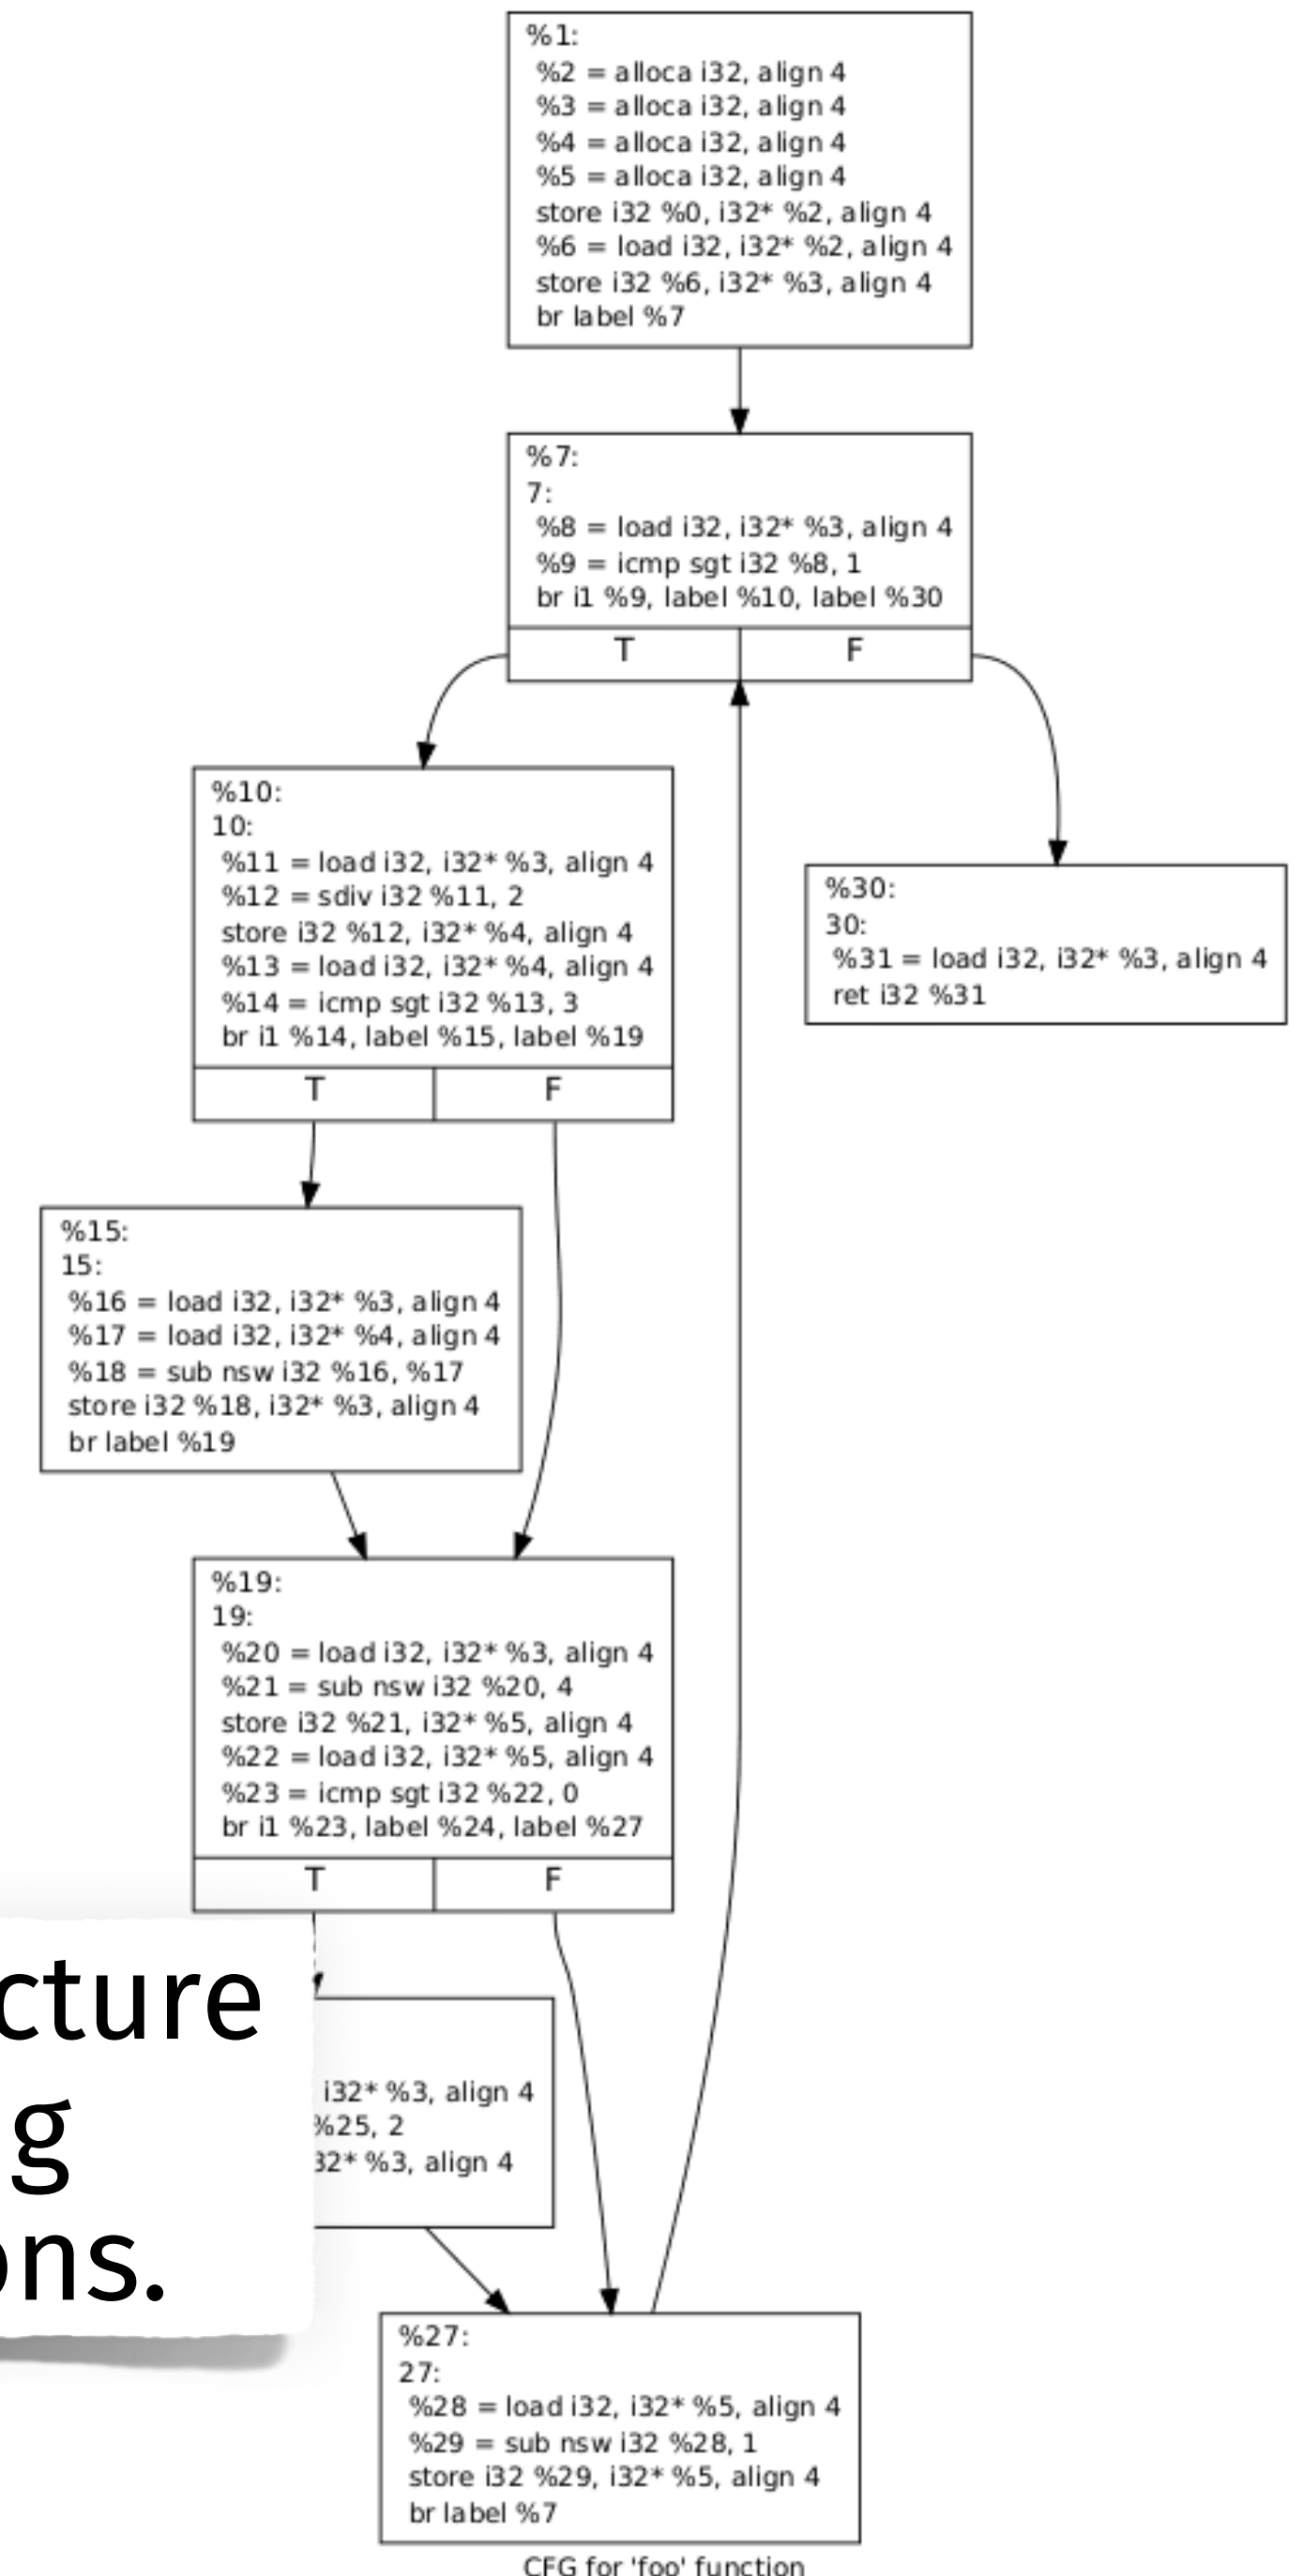 %1:
%2 = alloca i32, align 4
%3 = alloca i32, align 4
%4 = alloca i32, align 4
%5 = alloca i32, align 4
store i32 %0, i32* %2, align 4
%6 = load i32, i32* %2, align 4
store i32 %6, i32* %3, align 4
br label %7
%7:
7:
%8 = load i32, i32* %3, align 4
%9 = icmp sgt i32 %8, 1
br i1 %9, label %10, label %30
T F
%10:
10:
%11 = load i32, i32* %3, align 4
%12 = sdiv i32 %11, 2
store i32 %12, i32* %4, align 4
%13 = load i32, i32* %4, align 4
%14 = icmp sgt i32 %13, 3
br i1 %14, label %15, label %19
T F
%30:
30:
%31 = load i32, i32* %3, align 4
ret i32 %31
%15:
15:
%16 = load i32, i32* %3, align 4
%17 = load i32, i32* %4, align 4
%18 = sub nsw i32 %16, %17
store i32 %18, i32* %3, align 4
br label %19
%19:
19:
%20 = load i32, i32* %3, align 4
%21 = sub nsw i32 %20, 4
store i32 %21, i32* %5, align 4
%22 = load i32, i32* %5, align 4
%23 = icmp sgt i32 %22, 0
br i1 %23, label %24, label %27
T F
cture
g
ons.
i32* %3, align 4
%25, 2
32* %3, align 4
%27:
27:
%28 = load i32, i32* %5, align 4
%29 = sub nsw i32 %28, 1
store i32 %29, i32* %5, align 4
br label %7
CFG for 'foo' function